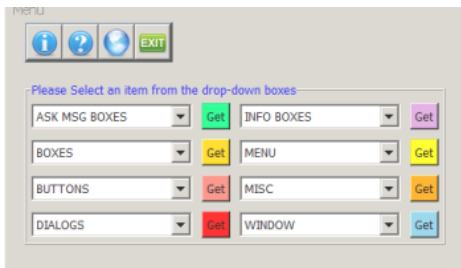 Menu
EXIT
Please Select an item from the drop-down boxes
ASK MSG BOXES Get INFO BOXES Get
BOXES Get MENU Get
BUTTONS Get MISC Get
DIALOGS Get WINDOW Get